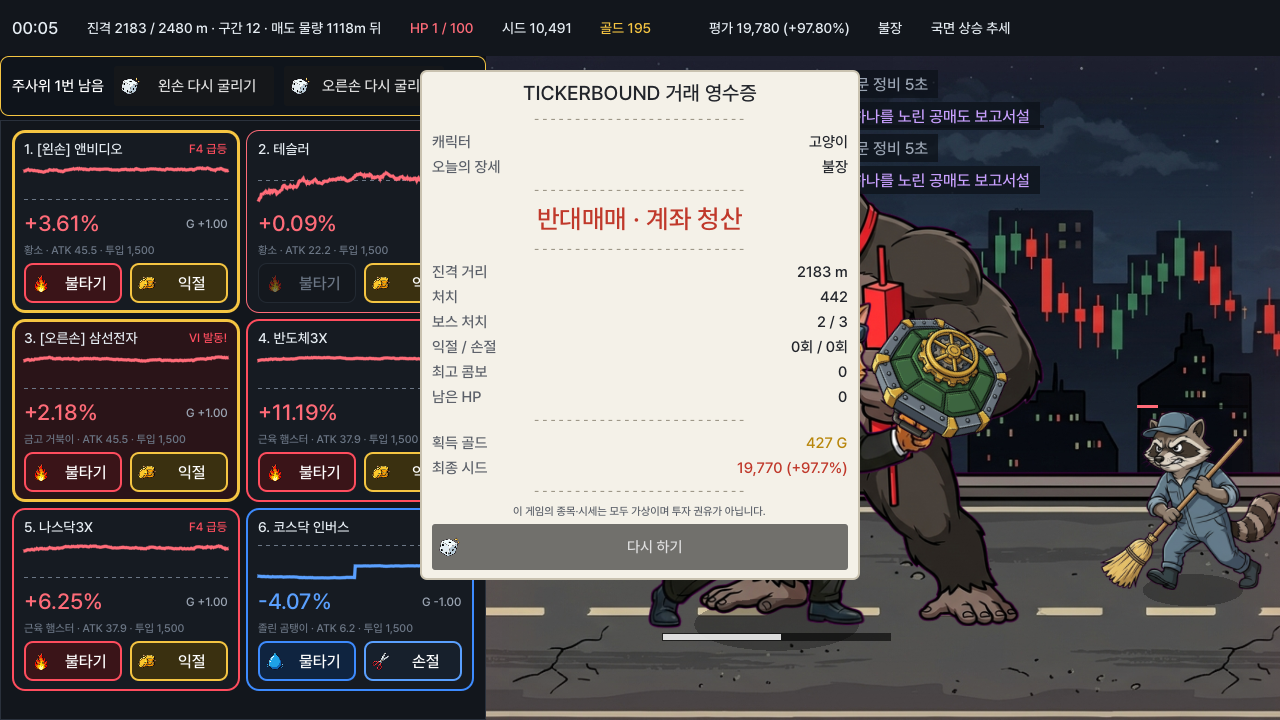 00:05 진격 2183 / 2480 m · 구간 12 · 매도 물량 1118m 뒤 HP 1 / 100 시드 10,491 골드 195 평가 19,780 (+97.80%) 불장 국면 상승 추세
주사위 1번 남음 왼손 다시 굴리기 오른손 다시 굴리
1. [왼손] 앤비디오 F4 급등
+3.61% G +1.00
황소 · ATK 45.5 · 투입 1,500
불타기 익절
2. 테슬러
+0.09%
황소 · ATK 22.2 · 투입 1,500
불타기
3. [오른손] 삼선전자 VI 발동!
+2.18% G +1.00
금고 거북이 · ATK 45.5 · 투입 1,500
불타기 익절
4. 반도체3X
+11.19%
근육 햄스터 · ATK 37.9 · 투입 1,500
불타기
5. 나스닥3X F4 급등
+6.25% G +1.00
근육 햄스터 · ATK 37.9 · 투입 1,500
불타기 익절
6. 코스닥 인버스
-4.07% G -1.00
졸린 곰탱이 · ATK 6.2 · 투입 1,500
물타기 손절
TICKERBOUND 거래 영수증
캐릭터 고양이
오늘의 장세 불장
반대매매 · 계좌 청산
진격 거리 2183 m
처치 442
보스 처치 2 / 3
익절 / 손절 0회 / 0회
최고 콤보 0
남은 HP 0
획득 골드 427 G
최종 시드 19,770 (+97.7%)
이 게임의 종목·시세는 모두 가상이며 투자 권유가 아닙니다.
다시 하기
문 정비 5초
하나를 노린 공매도 보고서설
문 정비 5초
하나를 노린 공매도 보고서설